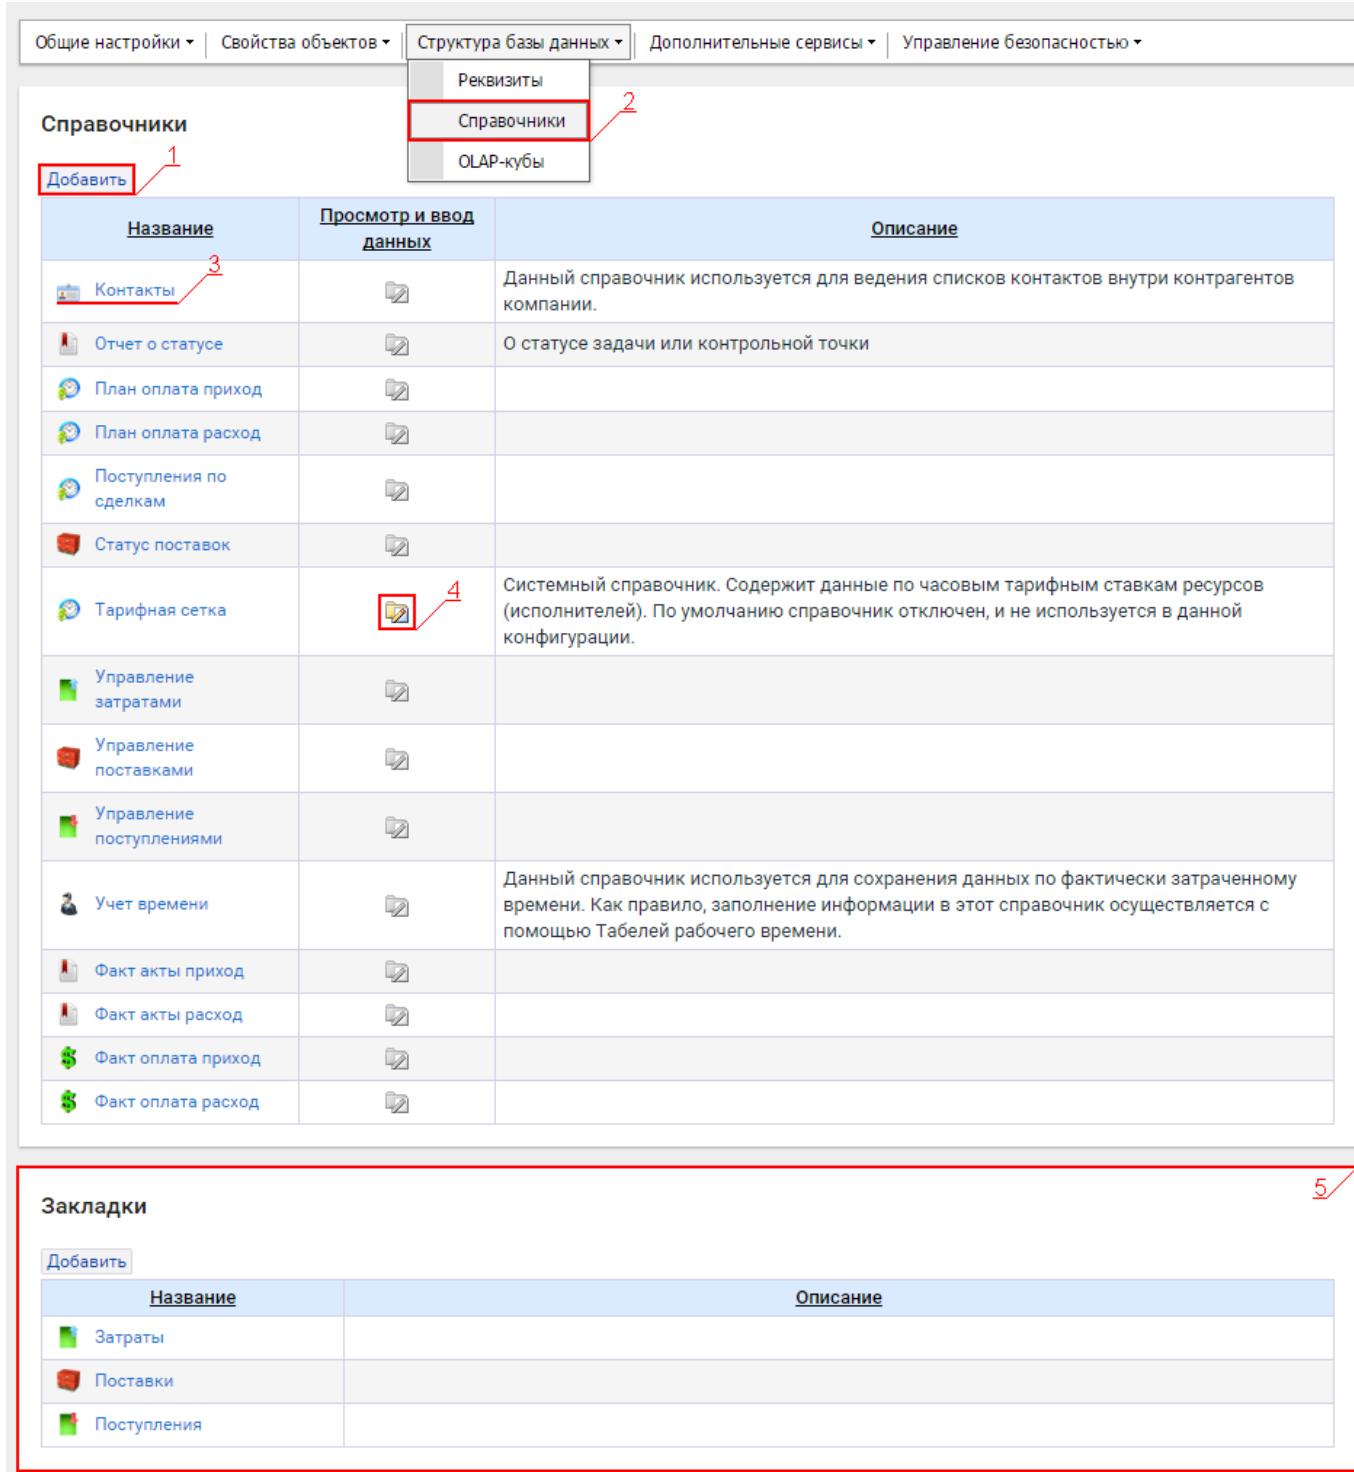 Общие настройки
Свойства объектов
Структура базы данных
Дополнительные сервисы
Управление безопасностью
Реквизиты
Справочники
2
OLAP-кубы
Справочники
1
Добавить
Название
Просмотр и ввод
данных
Описание
3
Контакты
Данный справочник используется для ведения списков контактов внутри контрагентов
компании.
Отчет о статусе
О статусе задачи или контрольной точки
План оплата приход
План оплата расход
Поступления по
сделкам
Статус поставок
Тарифная сетка
4
Системный справочник. Содержит данные по часовым тарифным ставкам ресурсов
(исполнителей). По умолчанию справочник отключен, и не используется в данной
конфигурации.
Управление
затратами
Управление
поставками
Управление
поступлениями
Учет времени
Данный справочник используется для сохранения данных по фактически затраченному
времени. Как правило, заполнение информации в этот справочник осуществляется с
помощью Табелей рабочего времени.
Факт акты приход
Факт акты расход
Факт оплата приход
Факт оплата расход
5
Закладки
Добавить
Название
Описание
Затраты
Поставки
Поступления